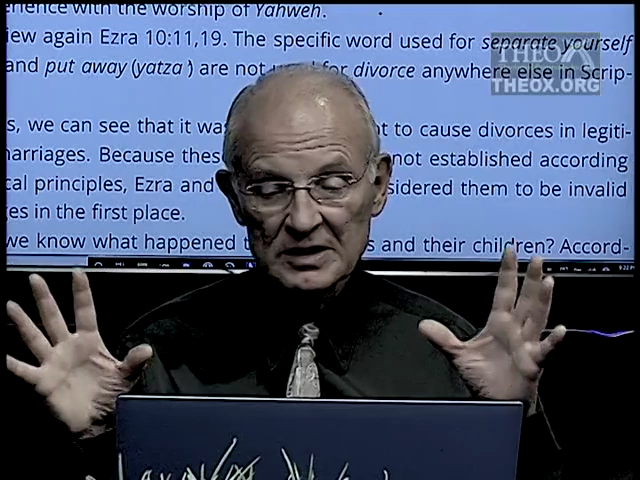 erience with the worship of Yahweh.
iew again Ezra 10:11,19. The specific word used for separate yourself
and put away (yatza') are not used for divorce anywhere else in Scrip-
s, we can see that it wa t to cause divorces in legiti-
narriages. Because thes not established according
cal principles, Ezra and sidered them to be invalid
es in the first place.
we know what happened t s and their children? Accord-
THEOX
THEOX.ORG
9:22 P